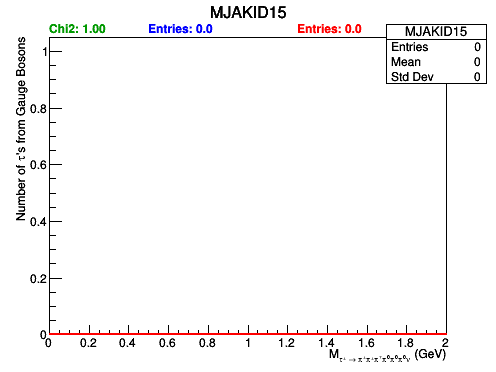 MJAKID15
Chi2: 1.00 Entries: 0.0 Entries: 0.0
MJAKID15
Entries 0
Mean 0
Std Dev 0
Number of τ's from Gauge Bosons
1
0.8
0.6
0.4
0.2
0
0 0.2 0.4 0.6 0.8 1 1.2 1.4 1.6 1.8 2
M (GeV)